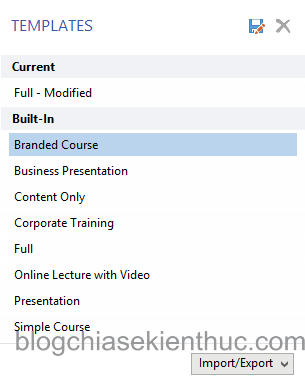 TEMPLATES
Current
Full - Modified
Built-In
Branded Course
Business Presentation
Content Only
Corporate Training
Full
Online Lecture with Video
Presentation
Simple Course
blogchiasekienthuc.com
Import/Export